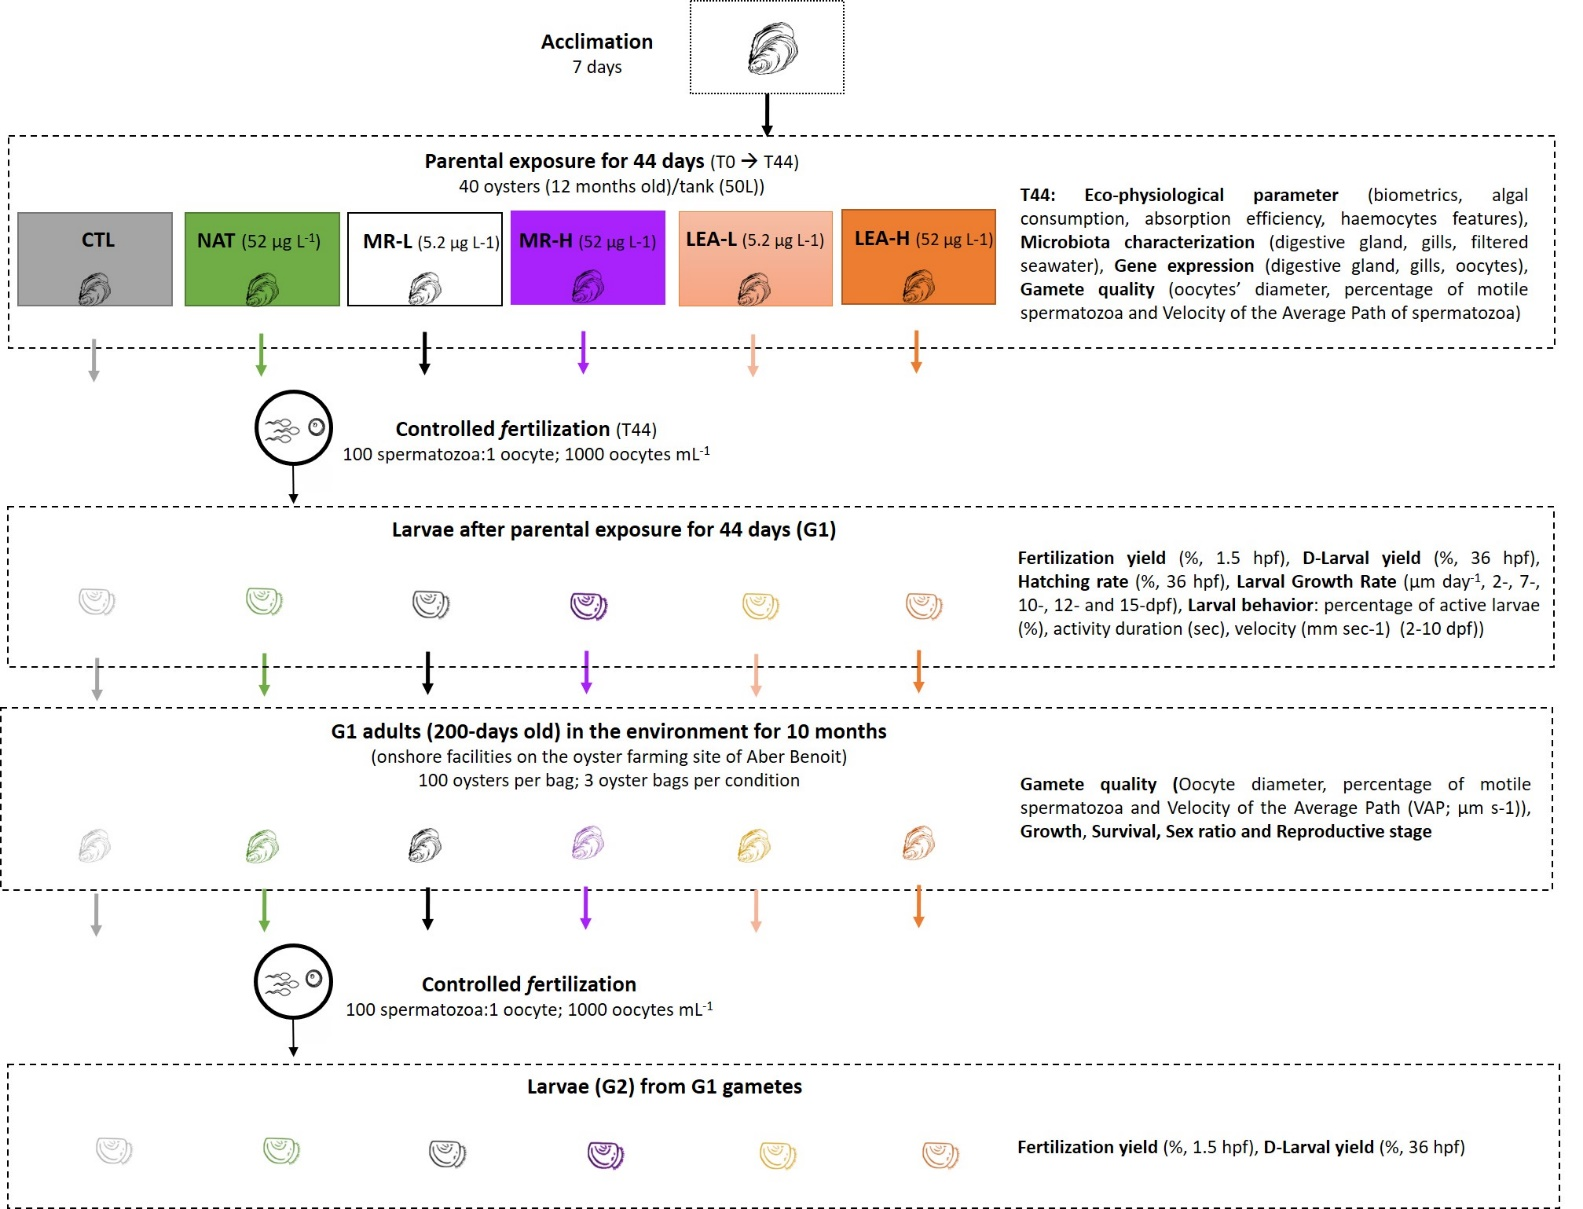 Acclimation
7 days
Parental exposure for 44 days (T0 → T44)
40 oysters (12 months old)/tank (50L))
CTL
NAT (52 µg L-1)
MR-L (5.2 µg L-1)
MR-H (52 µg L-1)
LEA-L (5.2 µg L-1)
LEA-H (52 µg L-1)
T44: Eco-physiological parameter (biometrics, algal
consumption, absorption efficiency, haemocytes features),
Microbiota characterization (digestive gland, gills, filtered
seawater), Gene expression (digestive gland, gills, oocytes),
Gamete quality (oocytes' diameter, percentage of motile
spermatozoa and Velocity of the Average Path of spermatozoa)
Controlled fertilization (T44)
100 spermatozoa:1 oocyte; 1000 oocytes mL-1
Larvae after parental exposure for 44 days (G1)
Fertilization yield (%, 1.5 hpf), D-Larval yield (%, 36 hpf),
Hatching rate (%, 36 hpf), Larval Growth Rate (µm day-1, 2-, 7-,
10-, 12- and 15-dpf), Larval behavior: percentage of active larvae
(%), activity duration (sec), velocity (mm sec-1) (2-10 dpf))
G1 adults (200-days old) in the environment for 10 months
(onshore facilities on the oyster farming site of Aber Benoit)
100 oysters per bag; 3 oyster bags per condition
Gamete quality (Oocyte diameter, percentage of motile
spermatozoa and Velocity of the Average Path (VAP; µm s-1)),
Growth, Survival, Sex ratio and Reproductive stage
Controlled fertilization
100 spermatozoa:1 oocyte; 1000 oocytes mL-1
Larvae (G2) from G1 gametes
Fertilization yield (%, 1.5 hpf), D-Larval yield (%, 36 hpf)